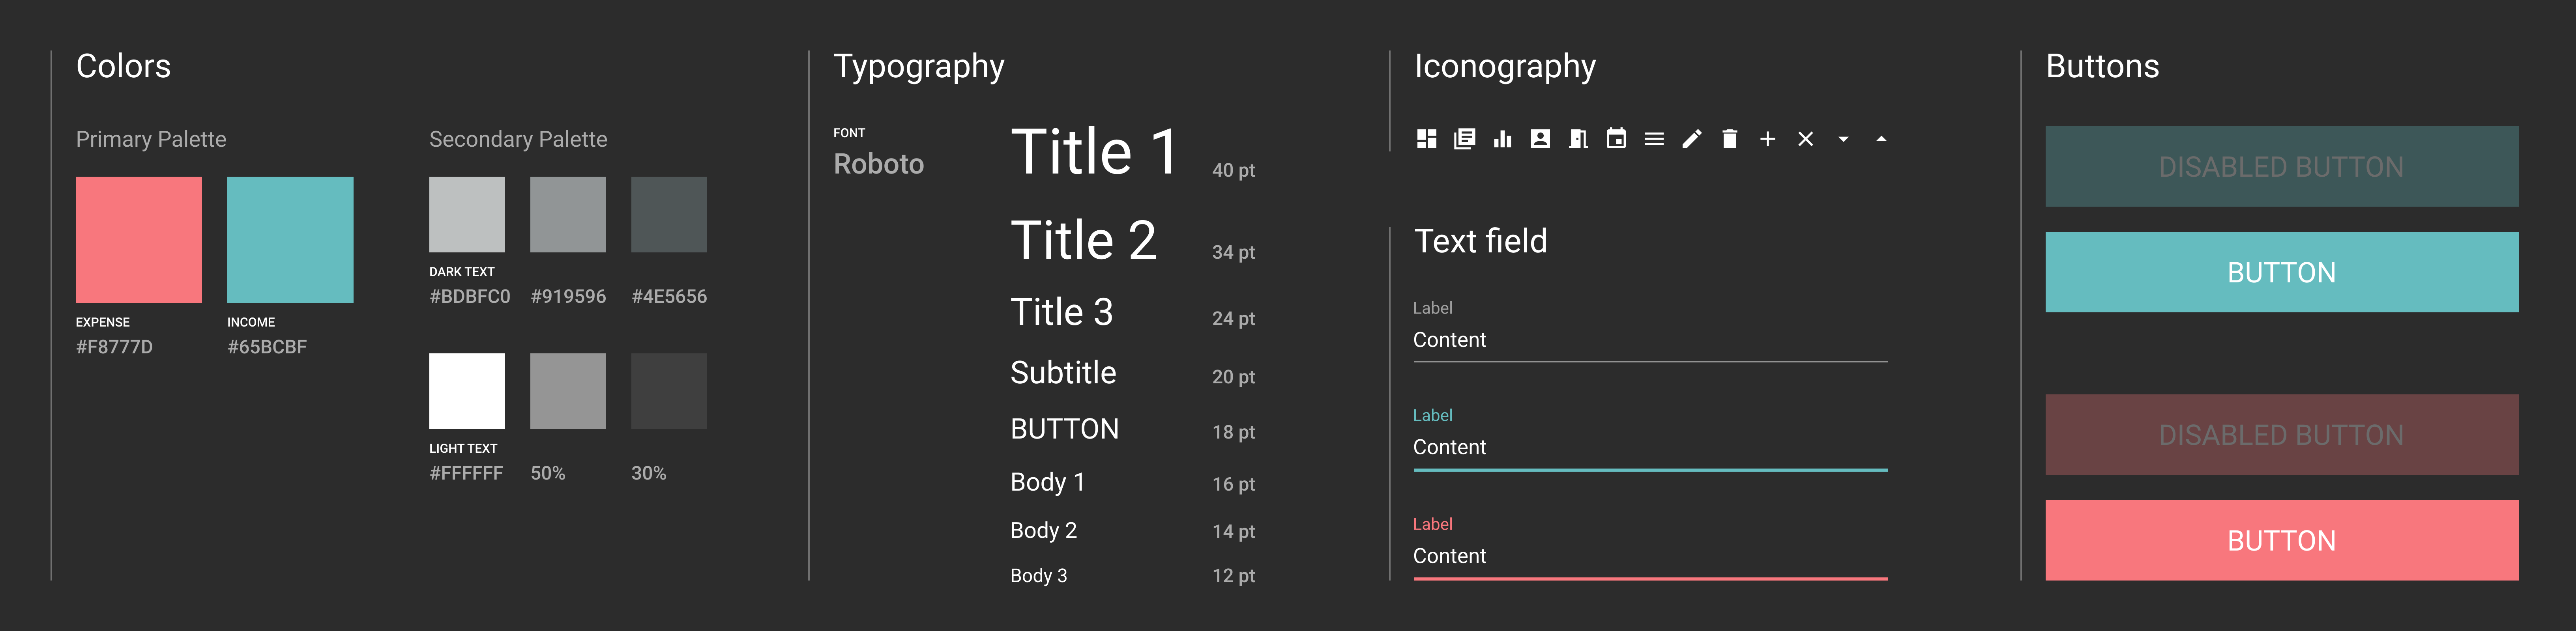 Colors
Primary Palette
EXPENSE
#F8777D
INCOME
#65BCBF
Secondary Palette
DARK TEXT
#BDBFC0
#919596
#4E5656
LIGHT TEXT
#FFFFFF
50%
30%
Typography
FONT
Roboto
Title 1 40 pt
Title 2 34 pt
Title 3 24 pt
Subtitle 20 pt
BUTTON 18 pt
Body 1 16 pt
Body 2 14 pt
Body 3 12 pt
Iconography
Text field
Label
Content
Label
Content
Label
Content
Buttons
DISABLED BUTTON
BUTTON
DISABLED BUTTON
BUTTON